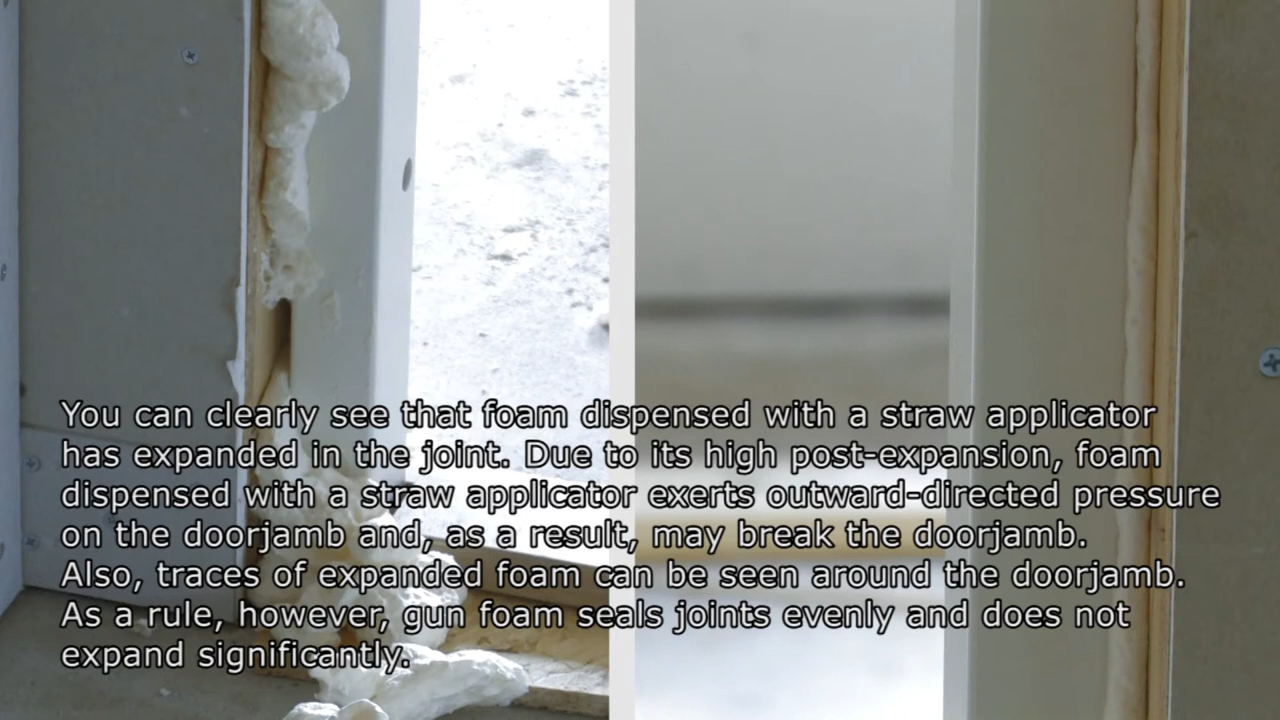 You can clearly see that foam dispensed with a straw applicator
has expanded in the joint. Due to its high post-expansion, foam
dispensed with a straw applicator exerts outward-directed pressure
on the doorjamb and, as a result, may break the doorjamb.
Also, traces of expanded foam can be seen around the doorjamb.
As a rule, however, gun foam seals joints evenly and does not
expand significantly.